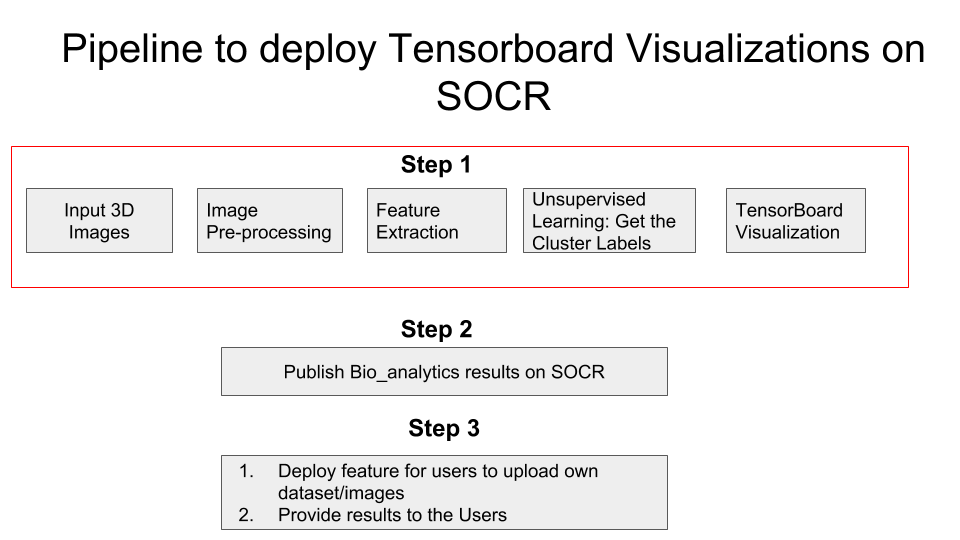 Pipeline to deploy Tensorboard Visualizations on
SOCR
Step 1
Input 3D
Images
Image
Pre-processing
Feature
Extraction
Unsupervised
Learning: Get the
Cluster Labels
TensorBoard
Visualization
Step 2
Publish Bio_analytics results on SOCR
Step 3
1. Deploy feature for users to upload own
dataset/images
2. Provide results to the Users